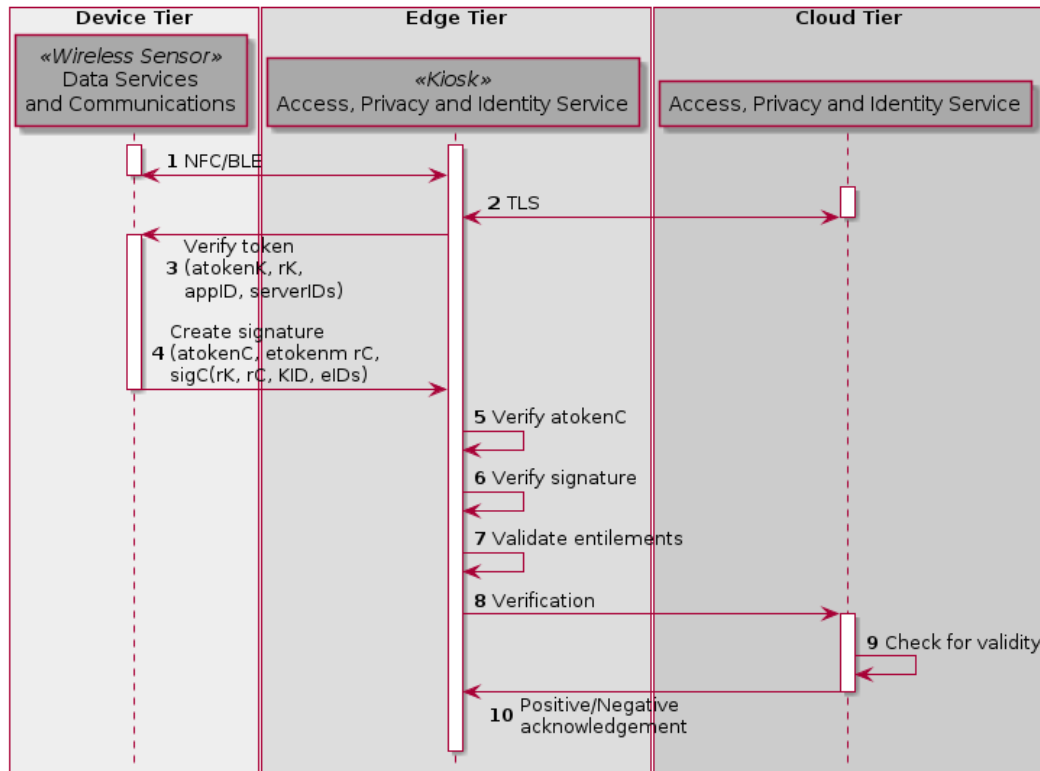 Device Tier
Edge Tier
Cloud Tier
«Wireless Sensor»
Data Services
and Communications
«Kiosk»
Access, Privacy and Identity Service
Access, Privacy and Identity Service
1 NFC/BLE
2 TLS
Verify token
3 (atokenK, rK,
appID, serverIDs)
Create signature
4 (atokenC, etokenm rC,
sigC(rK, rC, KID, eIDs)
5 Verify atokenC
6 Verify signature
7 Validate entilements
8 Verification
9 Check for validity
10 Positive/Negative
acknowledgement